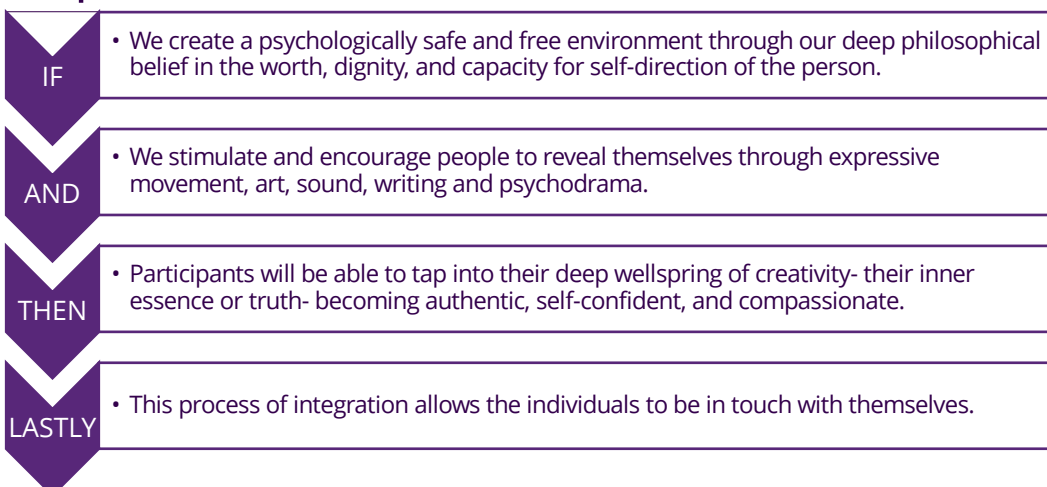 IF
• We create a psychologically safe and free environment through our deep philosophical
belief in the worth, dignity, and capacity for self-direction of the person.
AND
• We stimulate and encourage people to reveal themselves through expressive
movement, art, sound, writing and psychodrama.
THEN
• Participants will be able to tap into their deep wellspring of creativity- their inner
essence or truth- becoming authentic, self-confident, and compassionate.
LASTLY
• This process of integration allows the individuals to be in touch with themselves.